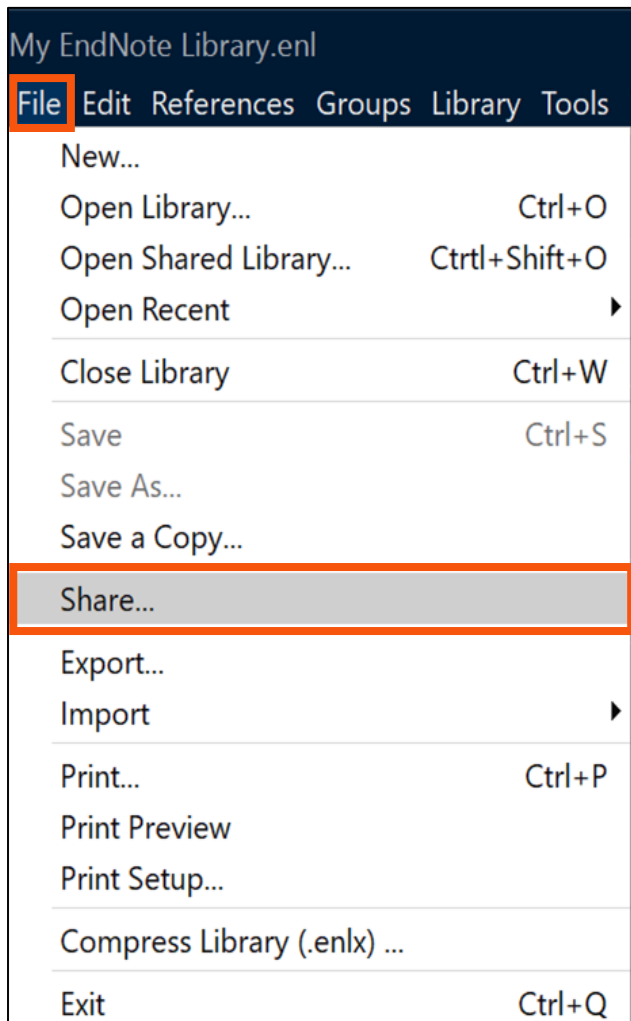 My EndNote Library.enl
File Edit References Groups Library Tools
New...
Open Library... Ctrl+O
Open Shared Library... Ctrtl+Shift+O
Open Recent
Close Library Ctrl+W
Save Ctrl+S
Save As...
Save a Copy...
Share...
Export...
Import
Print... Ctrl+P
Print Preview
Print Setup...
Compress Library (.enlx) ...
Exit Ctrl+Q